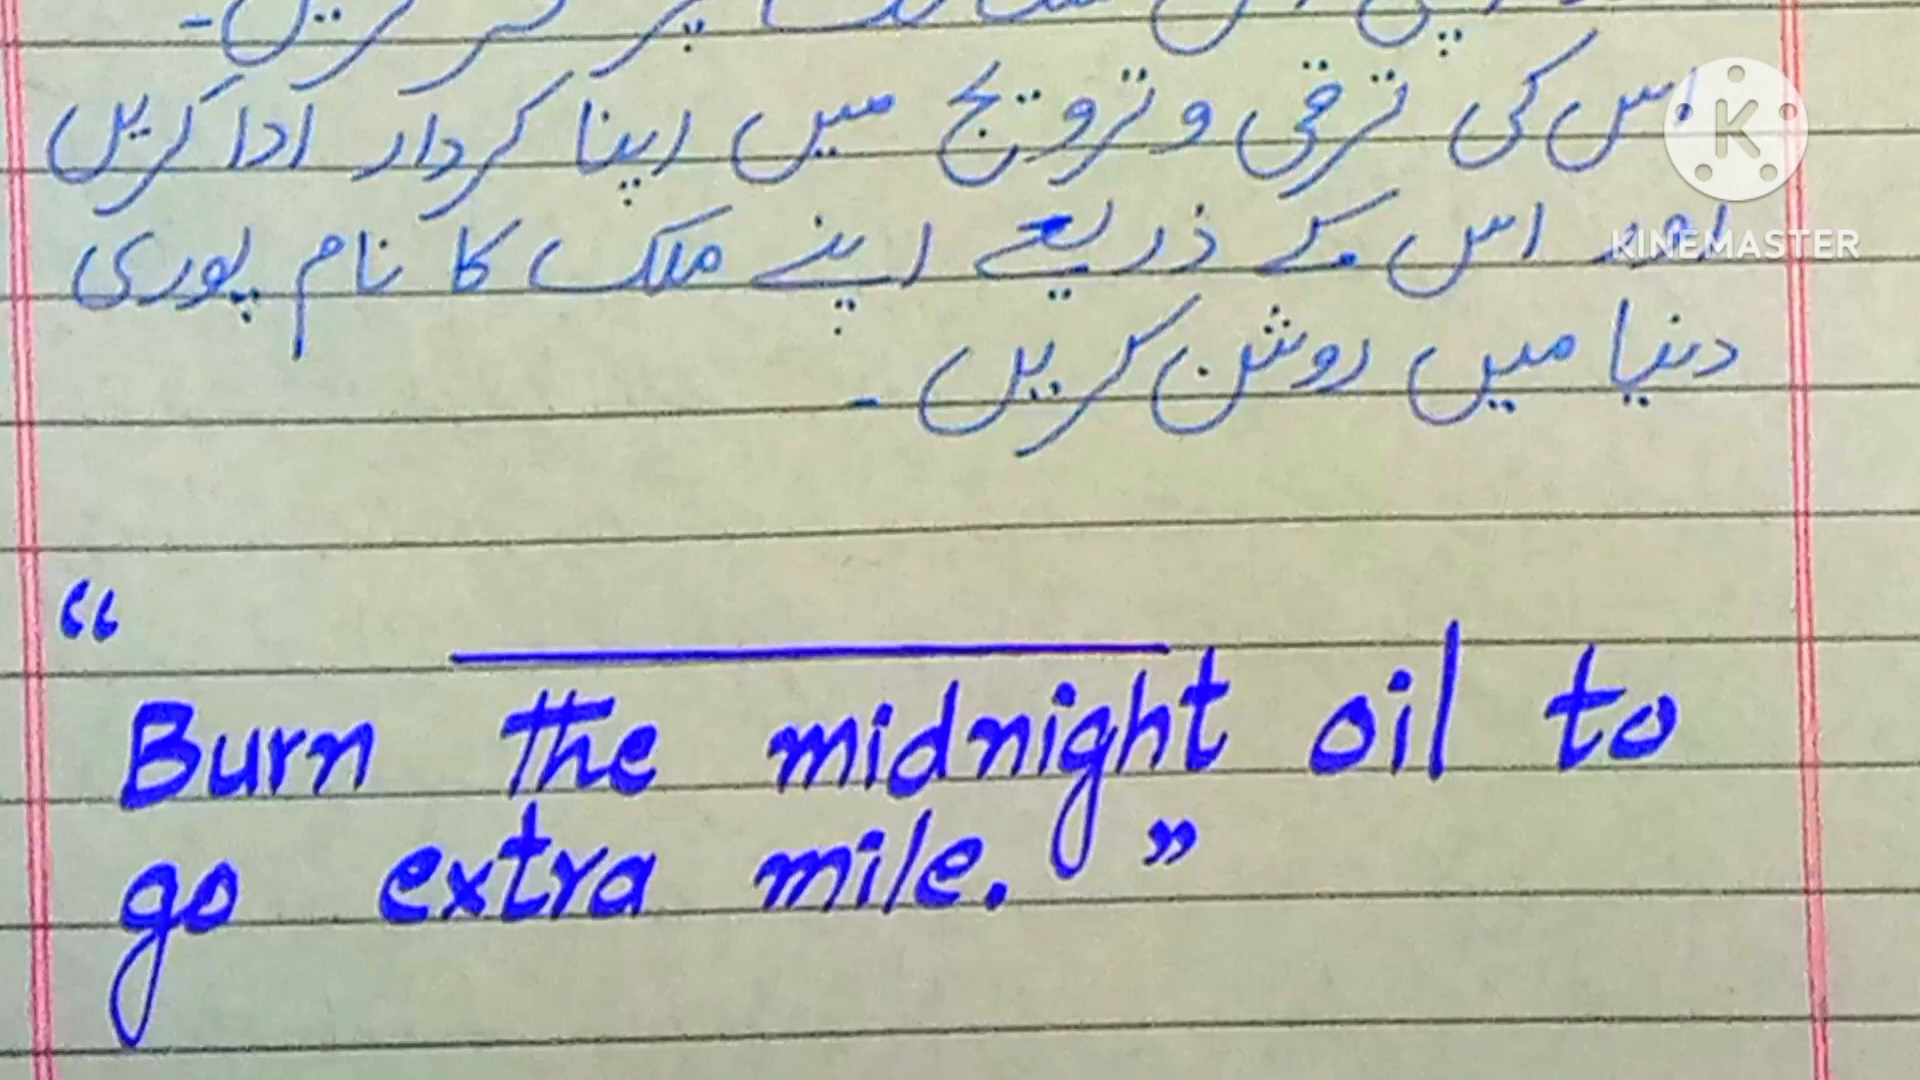 اس کی ترقی و ترویج میں اپنا کردار ادا کریں
اور اس کے ذریعے اپنے ملک کا نام پوری
دنیا میں روشن کریں ـ
“
Burn the midnight oil to
go extra mile. ”
K
KINEMASTER